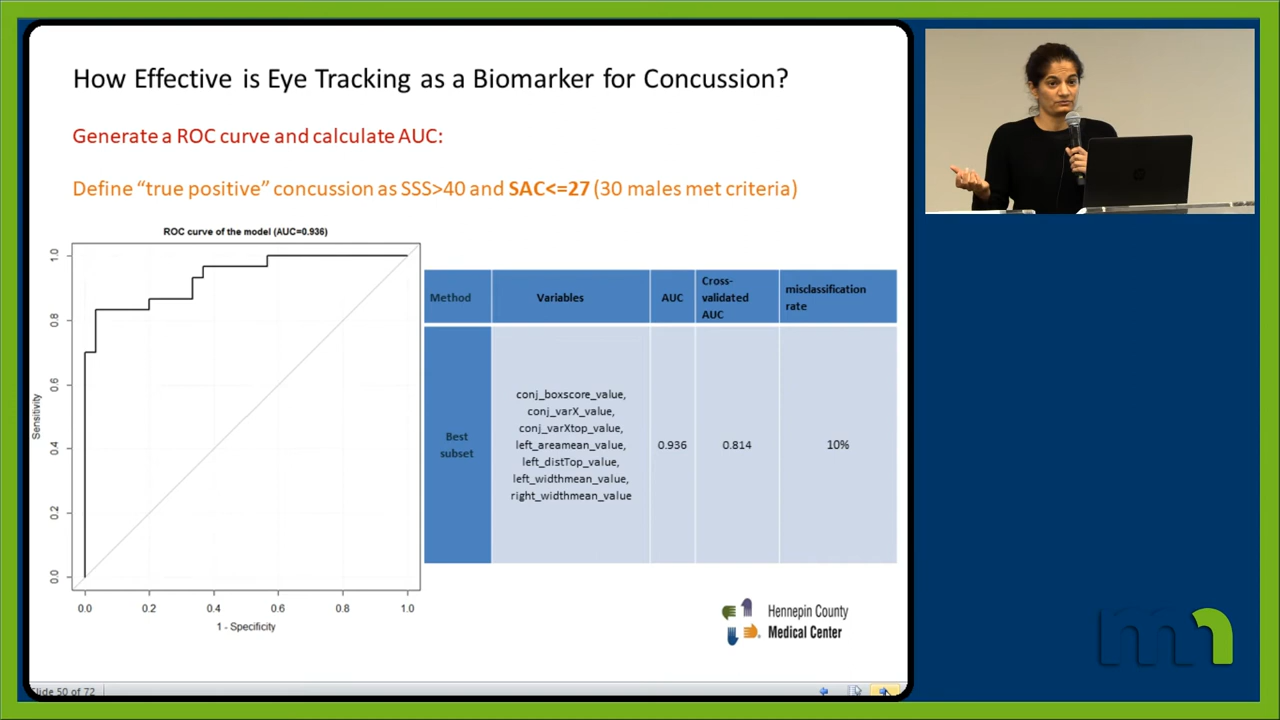 How Effective is Eye Tracking as a Biomarker for Concussion?
Generate a ROC curve and calculate AUC:
Define “true positive” concussion as SSS>40 and SAC<=27 (30 males met criteria)
ROC curve of the model (AUC=0.936)
1.0
0.8
0.6
0.4
0.2
0.0
Sensitivity
0.0 0.2 0.4 0.6 0.8 1.0
1 - Specificity
Method
Variables
AUC
Cross-
validated
AUC
misclassification
rate
Best
subset
conj_boxscore_value,
conj_varX_value,
conj_varXtop_value,
left_areamean_value,
left_distTop_value,
left_widthmean_value,
right_widthmean_value
0.936
0.814
10%
Hennepin County
Medical Center
Slide 50 of 72